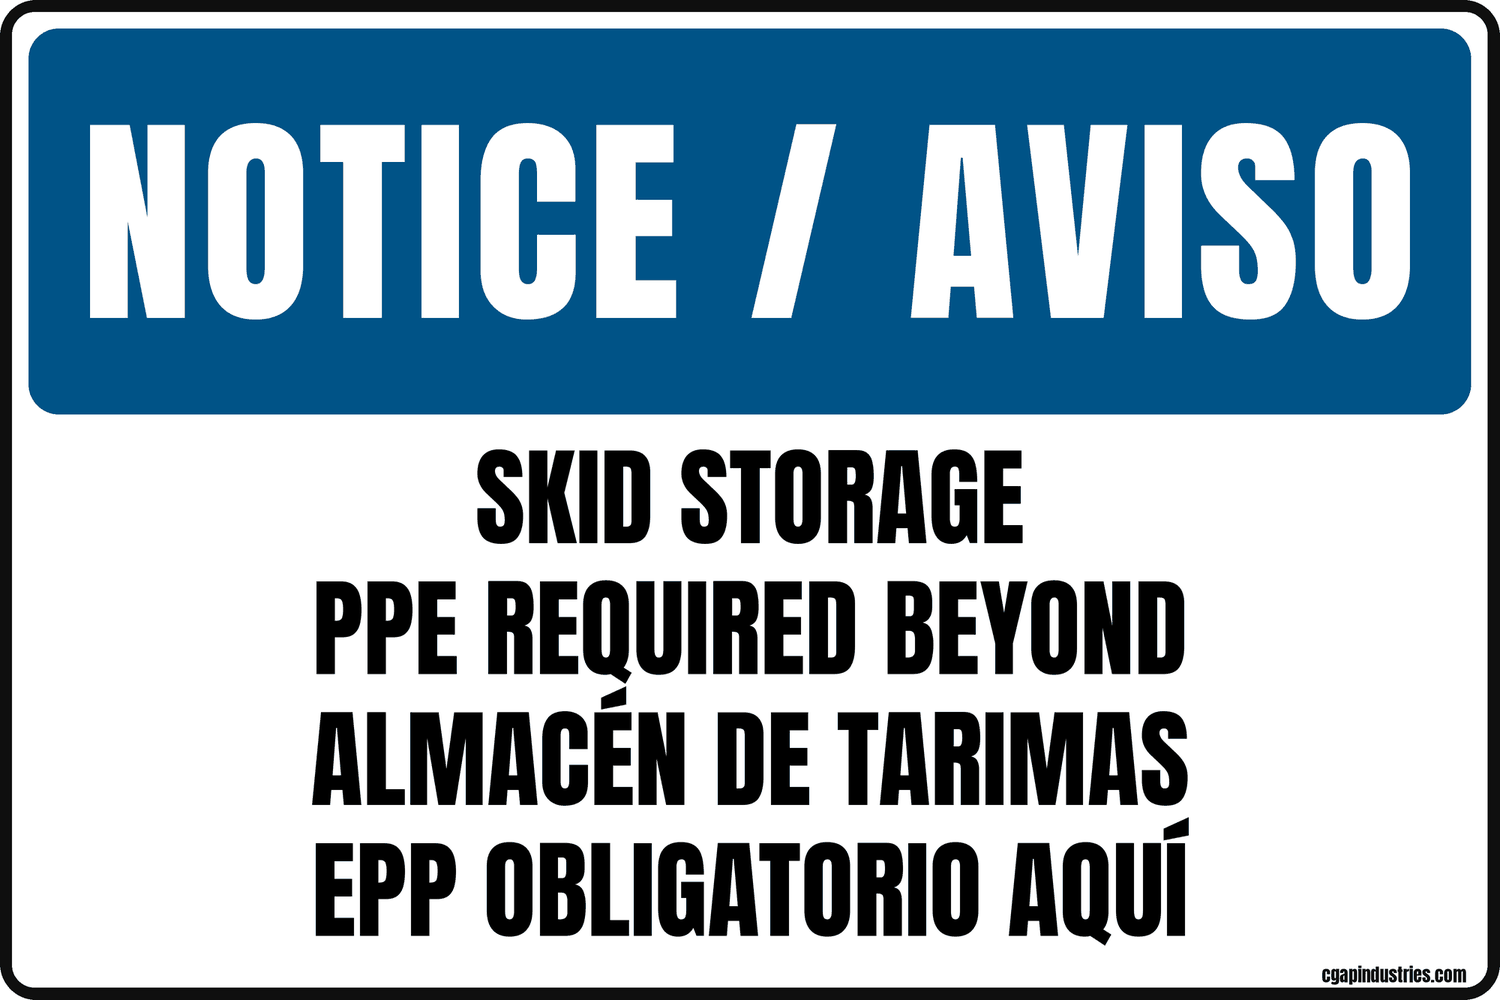 NOTICE / AVISO
SKID STORAGE
PPE REQUIRED BEYOND
ALMACÉN DE TARIMAS
EPP OBLIGATORIO AQUÍ
cgapindustries.com